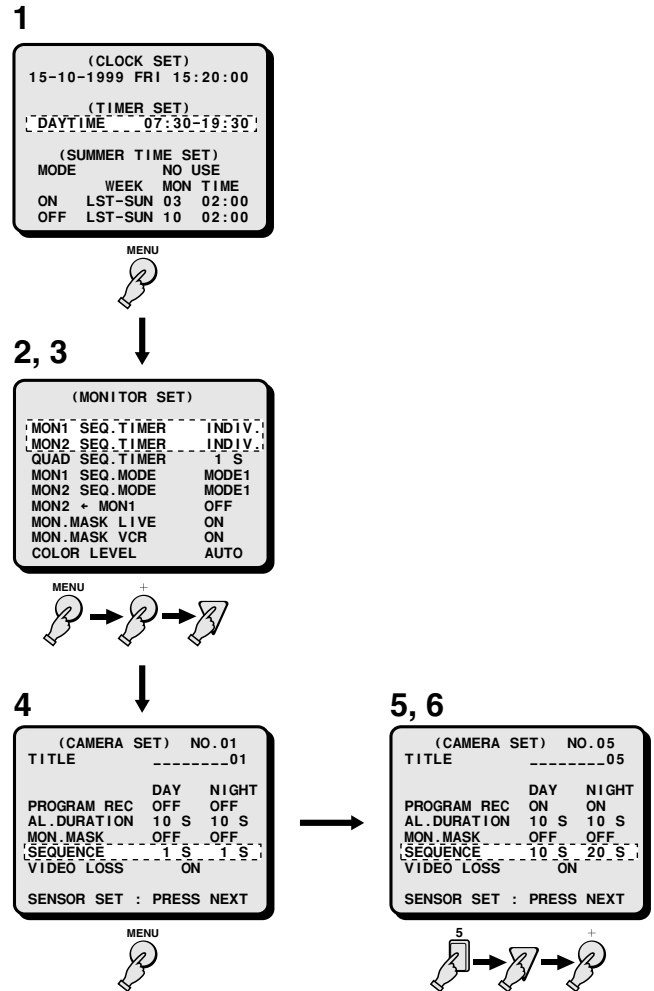 1
(CLOCK SET)
15-10-1999 FRI 15:20:00
(TIMER SET)
DAYTIME 07:30-19:30
(SUMMER TIME SET)
MODE NO USE
WEEK MON TIME
ON LST-SUN 03 02:00
OFF LST-SUN 10 02:00
MENU
2, 3
(MONITOR SET)
MON1 SEQ.TIMER INDIV.
MON2 SEQ.TIMER INDIV.
QUAD SEQ.TIMER 1 S
MON1 SEQ.MODE MODE1
MON2 SEQ.MODE MODE1
MON2 ← MON1 OFF
MON.MASK LIVE ON
MON.MASK VCR ON
COLOR LEVEL AUTO
MENU +
4
(CAMERA SET) NO.01
TITLE ________01
DAY NIGHT
PROGRAM REC OFF OFF
AL.DURATION 10 S 10 S
MON.MASK OFF OFF
SEQUENCE 1 S 1 S
VIDEO LOSS ON
SENSOR SET : PRESS NEXT
MENU
5, 6
(CAMERA SET) NO.05
TITLE ________05
DAY NIGHT
PROGRAM REC ON ON
AL.DURATION 10 S 10 S
MON.MASK OFF OFF
SEQUENCE 10 S 20 S
VIDEO LOSS ON
SENSOR SET : PRESS NEXT
5 +